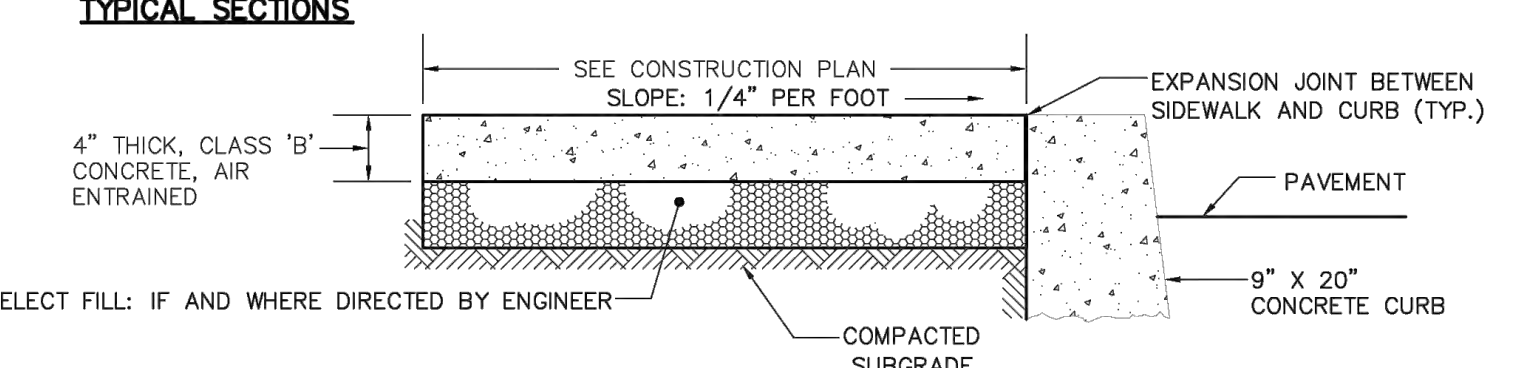 TYPICAL SECTIONS
SEE CONSTRUCTION PLAN
SLOPE: 1/4" PER FOOT
EXPANSION JOINT BETWEEN
SIDEWALK AND CURB (TYP.)
4" THICK, CLASS 'B'
CONCRETE, AIR
ENTRAINED
PAVEMENT
ELECT FILL: IF AND WHERE DIRECTED BY ENGINEER
9" X 20"
CONCRETE CURB
COMPACTED
SUBGRADE